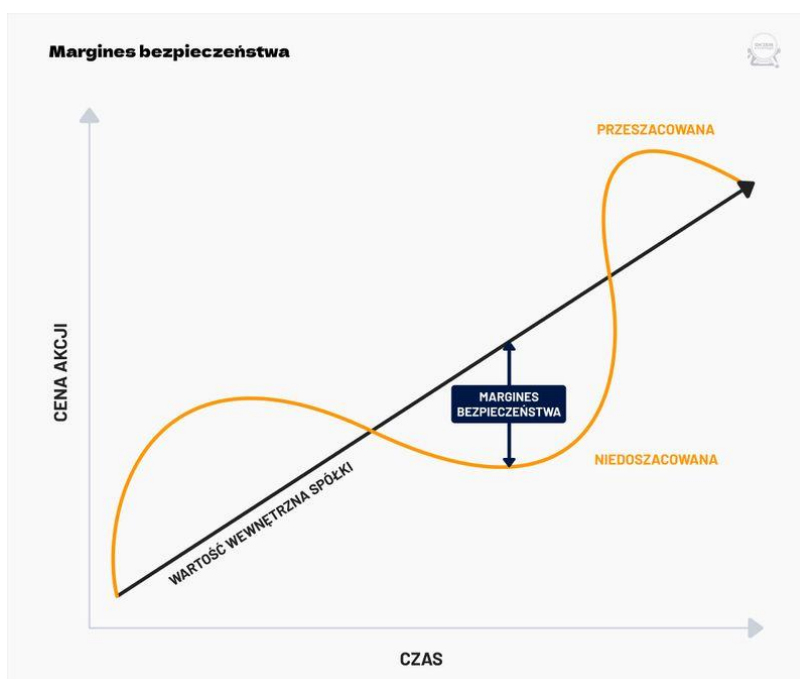 Margines bezpieczeństwa
PRZESZACOWANA
CENA AKCJI
MARGINES
BEZPIECZEŃSTWA
NIEDOSZACOWANA
WARTOŚĆ WEWNĘTRZNA SPÓŁKI
CZAS